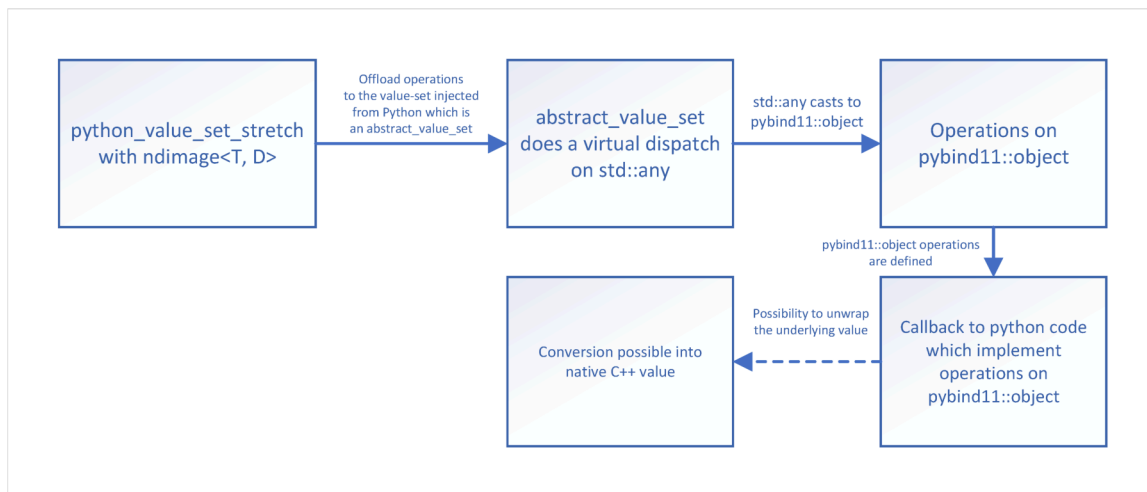 python_value_set_stretch
with ndimage<T, D>
Offload operations
to the value-set injected
from Python which is
an abstract_value_set
abstract_value_set
does a virtual dispatch
on std::any
std::any casts to
pybind11::object
Operations on
pybind11::object
pybind11::object operations
are defined
Callback to python code
which implement
operations on
pybind11::object
Possibility to unwrap
the underlying value
Conversion possible into
native C++ value